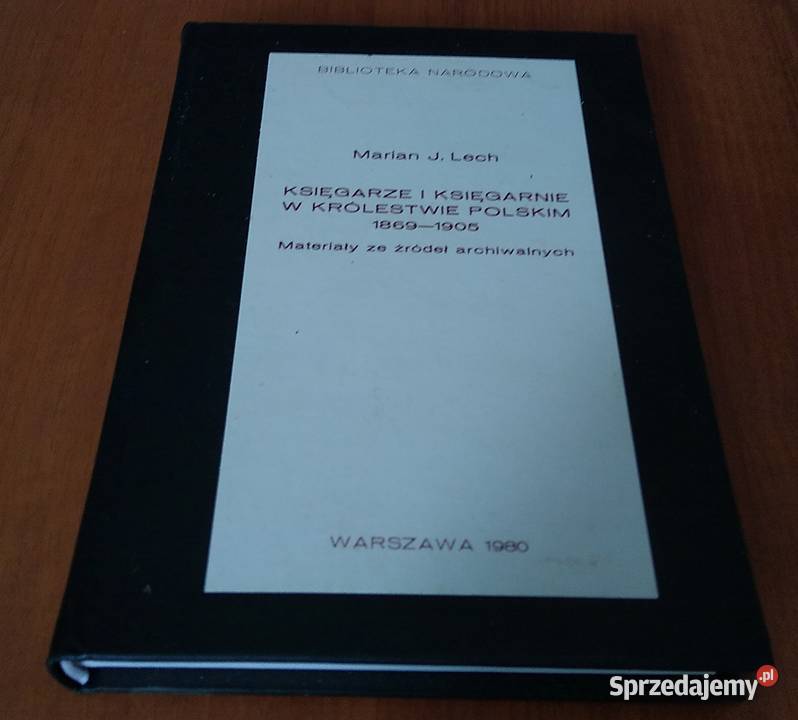 BIBLIOTEKA NARODOWA
Marian J. Lech
KSIĘGARZE I KSIĘGARNIE
W KRÓLESTWIE POLSKIM
1869—1905
Materiały ze źródeł archiwalnych
WARSZAWA 1980
Sprzedajemy.pl